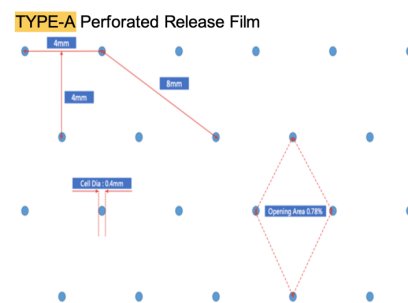 TYPE-A Perforated Release Film
4mm
4mm
8mm
Cell Dia : 0.4mm
Opening Area 0.78%